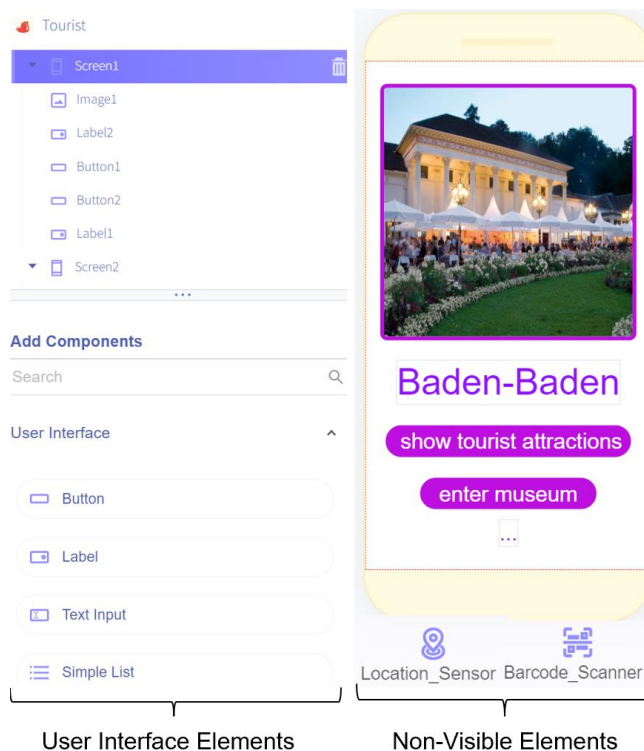 Tourist
Screen1
Image1
Label2
Button1
Button2
Label1
Screen2
...
Add Components
Search
User Interface
Button
Label
Text Input
Simple List
User Interface Elements
Baden-Baden
show tourist attractions
enter museum
...
Location_Sensor Barcode_Scanner
Non-Visible Elements